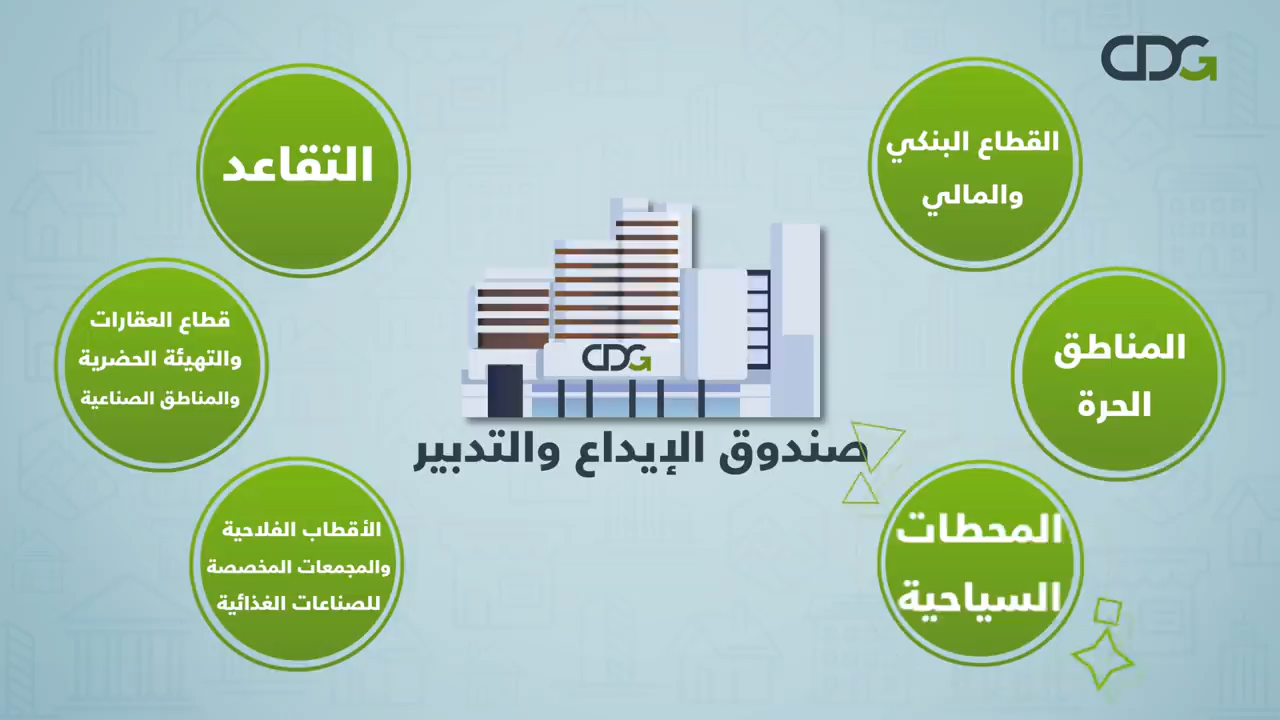 CDG
القطاع البنكي
والمالي
التقاعد
المناطق
الحرة
قطاع العقارات
والتهيئة الحضرية
والمناطق الصناعية
CDG
صندوق الإيداع والتدبير
المحطات
السياحية
الأقطاب الفلاحية
والمجمعات المخصصة
للصناعات الغذائية